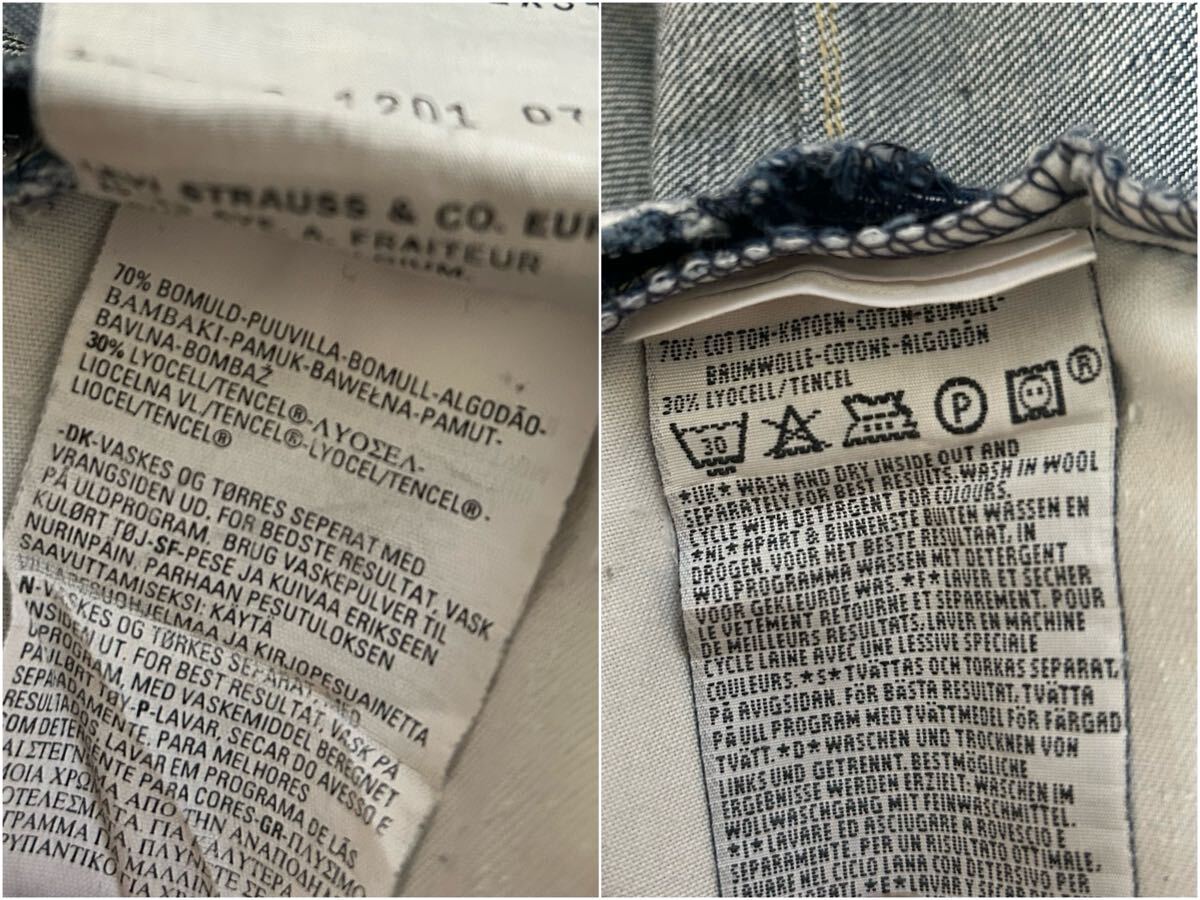 1201 07
STRAUSS & CO. EUR
AVE. A. FRAITEUR
70% BOMULD-PUUVILLA-BOMULL-ALGODÃO-
BAMBAKI-PAMUK-BAWEŁNA-PAMUT-
BAVLNA-BOMBAŽ
30% LYOCELL/TENCEL®-ΛΥΟΣΕΛ-
LIOCELNA VL/TENCEL®-LYOCEL/TENCEL®-
LIOCEL/TENCEL®
-DK-VASKES OG TØRRES SEPERAT MED
VRANGSIDEN UD. FOR BEDSTE RESULTAT, VASK
PÅ ULDPROGRAM. BRUG VASKEPULVER TIL
KULØRT TØJ-SF-PESE JA KUIVAA ERIKSEEN
NURINPÄIN. PARHAAN PESUTULOKSEN
SAAVUTTAMISEKSI: KÄYTÄ
JA KIRJOPESUAINETTA
N-VASKES OG TØRKES SEPARAT MED
INNSIDEN UT. FOR BEST RESULTAT, VASK PÅ
MED VASKEMIDDEL BEREGNET
TØY-P-LAVAR, SECAR DO AVESSO E
SEPARADAMENTE. PARA MELHORES
RESULTADOS, LAVAR EM PROGRAMA DE LÃS
COM DETERGENTE PARA CORES-GR-ΠΛΥΣΙΜΟ
ΚΑΙ ΣΤΕΓΝΩΜΑ ΑΠΟ ΤΗΝ ΑΝΑΠΟΔΗ
ΧΡΩΜΑΤΑ. ΓΙΑ ΚΑΛΥΤΕΡΑ
ΑΠΟΤΕΛΕΣΜΑΤΑ, ΠΛΥΝΕΤΕ ΣΕ
ΠΡΟΓΡΑΜΜΑ ΓΙΑ ΜΑΛΛΙΝ
ΓΙΑ
70% COTTON-KATOEN-COTON-BOMULL-
BAUMWOLLE-COTONE-ALGODÓN
30% LYOCELL/TENCEL
30 P ®
*UK* WASH AND DRY INSIDE OUT AND
SEPARATELY FOR BEST RESULTS. WASH IN WOOL
CYCLE WITH DETERGENT FOR COLOURS.
*NL* APART & BINNENSTE BUITEN WASSEN EN
DROGEN. VOOR HET BESTE RESULTAAT, IN
WOLPROGRAMMA WASSEN MET DETERGENT
VOOR GEKLEURDE WAS. *F* LAVER ET SECHER
LE VETEMENT RETOURNE ET SEPAREMENT. POUR
DE MEILLEURS RESULTATS. LAVER EN MACHINE
CYCLE LAINE AVEC UNE LESSIVE SPECIALE
COULEURS. *S* TVÄTTAS OCH TORKAS SEPARAT,
PÅ AVIGSIDAN. FÖR BÄSTA RESULTAT, TVÄTTA
PÅ ULL PROGRAM MED TVÄTTMEDEL FÖR FÄRGAD
TVÄTT. *D* WASCHEN UND TROCKNEN VON
LINKS UND GETRENNT. BESTMÖGLICHE
ERGEBNISSE WERDEN ERZIELT: WASCHEN IM
WOLLWASCHGANG MIT FEINWASCHMITTEL.
*I* LAVARE ED ASCIUGARE A ROVESCIO E
SEPARAMENTE. PER UN RISULTATO OTTIMALE,
LAVARE NEL CICLO LANA CON DETERSIVO PER
*E* LAVAR Y SECAR